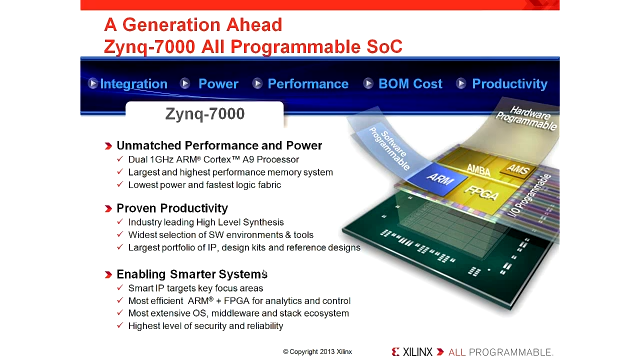 A Generation Ahead
Zynq-7000 All Programmable SoC
Integration Power Performance BOM Cost Productivity
Zynq-7000
Unmatched Performance and Power
Dual 1GHz ARM® Cortex™ A9 Processor
Largest and highest performance memory system
Lowest power and fastest logic fabric
Proven Productivity
Industry leading High Level Synthesis
Widest selection of SW environments & tools
Largest portfolio of IP, design kits and reference designs
Enabling Smarter Systems
Smart IP targets key focus areas
Most efficient ARM® + FPGA for analytics and control
Most extensive OS, middleware and stack ecosystem
Highest level of security and reliability
Software
Programmable
Hardware
Programmable
ARM
AMBA
AMS
FPGA
I/O Programmable
© Copyright 2013 Xilinx
XILINX ALL PROGRAMMABLE.